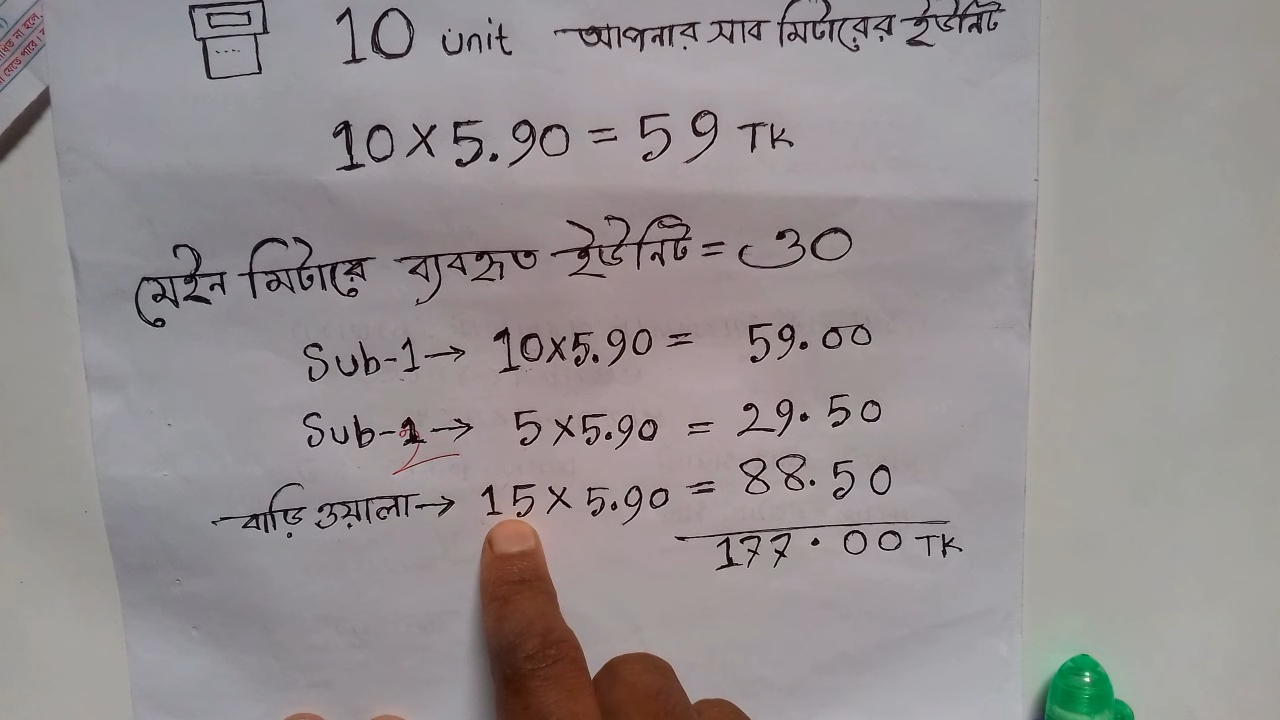 10 unit আপনার সাব মিটারের ইউনিট
10 × 5.90 = 59 TK
মেইন মিটারে ব্যবহৃত ইউনিট = ৩০
Sub-1 → 10×5.90 = 59.00
Sub-2 → 5×5.90 = 29.50
বাড়ি ওয়ালা → 15 × 5.90 = 88.50
177.00 TK